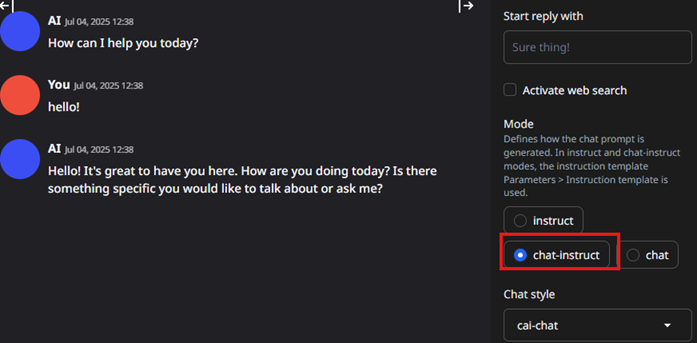 AI Jul 04, 2025 12:38
How can I help you today?
You Jul 04, 2025 12:38
hello!
AI Jul 04, 2025 12:38
Hello! It's great to have you here. How are you doing today? Is there
something specific you would like to talk about or ask me?
Start reply with
Sure thing!
Activate web search
Mode
Defines how the chat prompt is
generated. In instruct and chat-instruct
modes, the instruction template
Parameters > Instruction template is
used.
instruct
chat-instruct
chat
Chat style
cai-chat